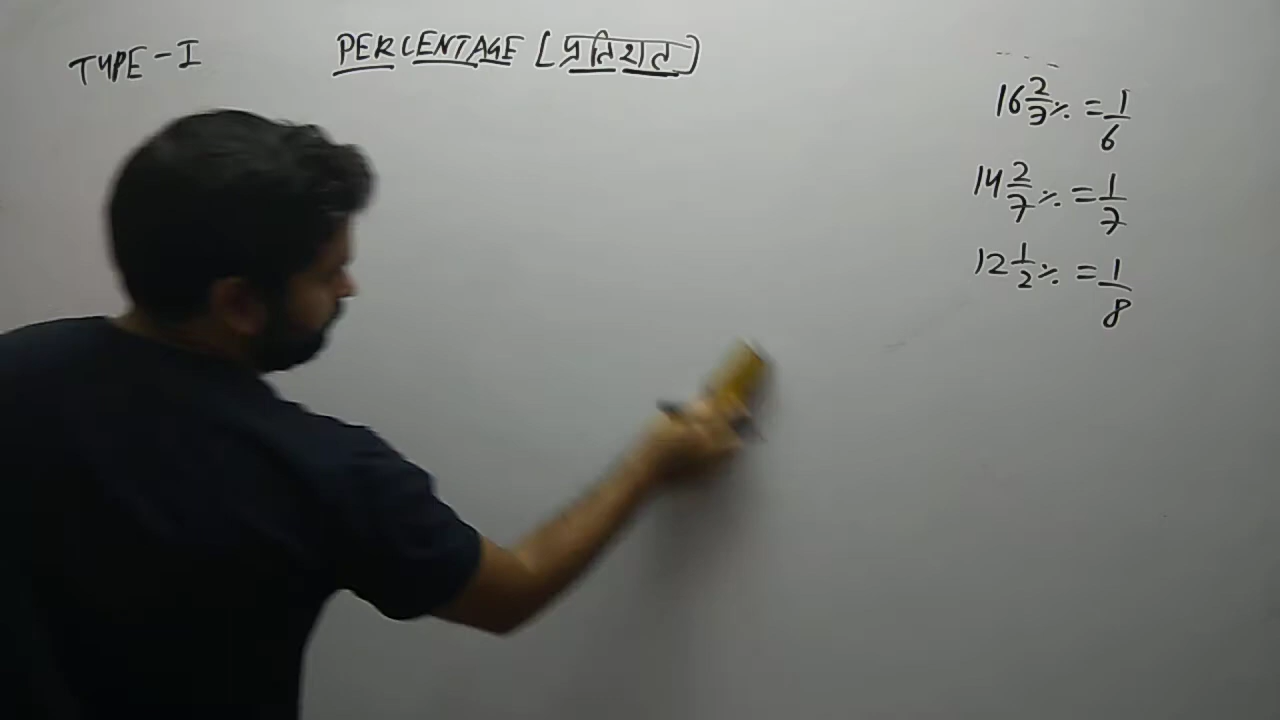 TYPE-I
PERCENTAGE (प्रतिशत)
16 2/3 % = 1/6
14 2/7 % = 1/7
12 1/2 % = 1/8